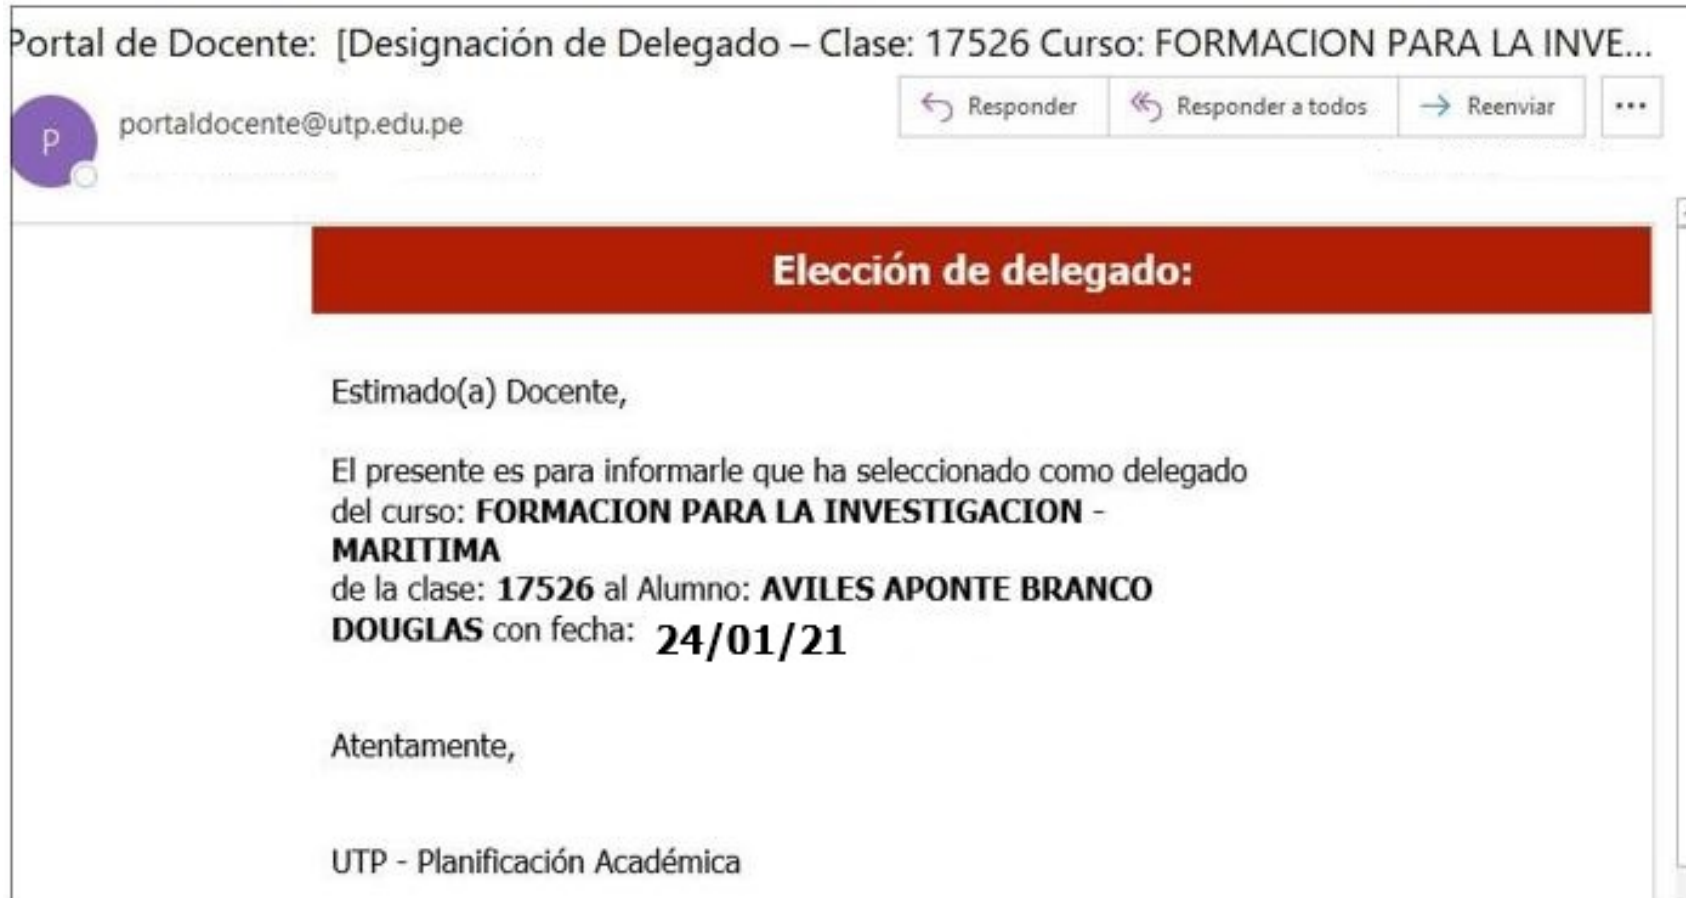 Portal de Docente: [Designación de Delegado – Clase: 17526 Curso: FORMACION PARA LA INVE...
P
portaldocente@utp.edu.pe
Responder
Responder a todos
Reenviar
...
Elección de delegado:
Estimado(a) Docente,
El presente es para informarle que ha seleccionado como delegado
del curso: FORMACION PARA LA INVESTIGACION -
MARITIMA
de la clase: 17526 al Alumno: AVILES APONTE BRANCO
DOUGLAS con fecha: 24/01/21
Atentamente,
UTP - Planificación Académica